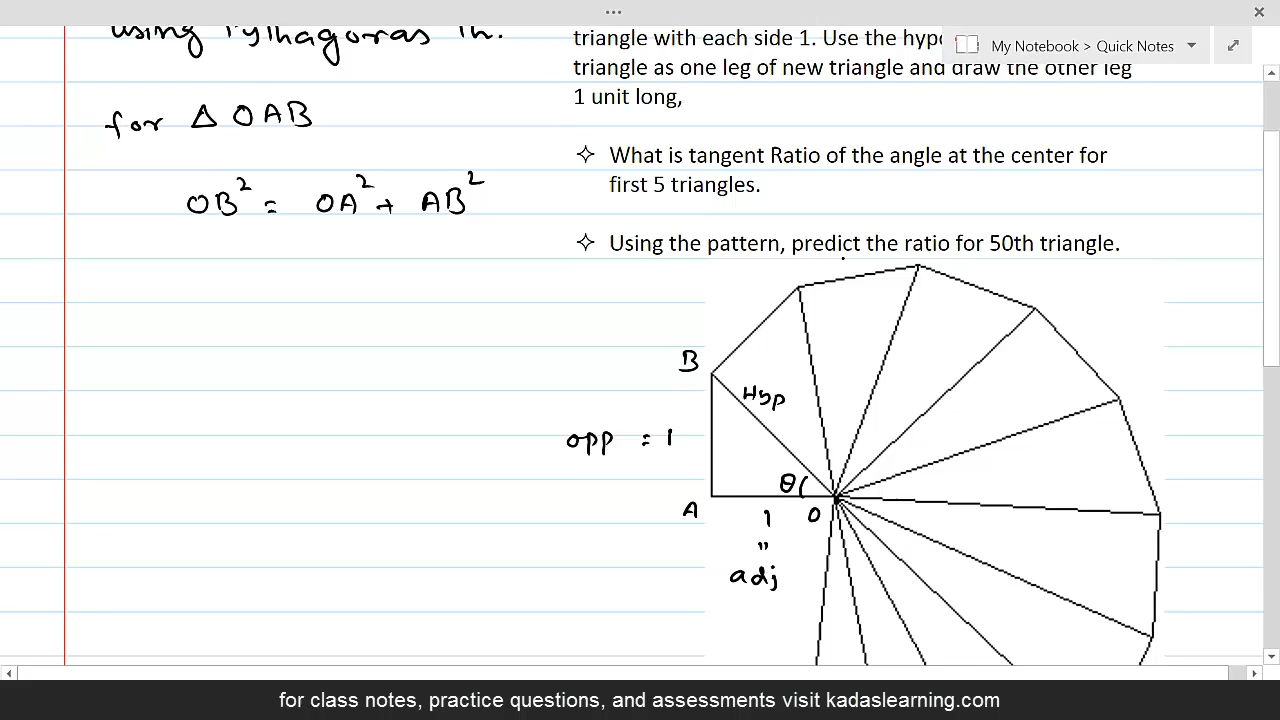 using Pythagoras Th.
for Δ OAB
OB² = OA² + AB²
triangle with each side 1. Use the hypo
triangle as one leg of new triangle and draw the other leg
1 unit long,
✧ What is tangent Ratio of the angle at the center for
first 5 triangles.
✧ Using the pattern, predict the ratio for 50th triangle.
My Notebook > Quick Notes
B
Hyp
opp = 1
θ
A
1
O
"
adj
for class notes, practice questions, and assessments visit kadaslearning.com